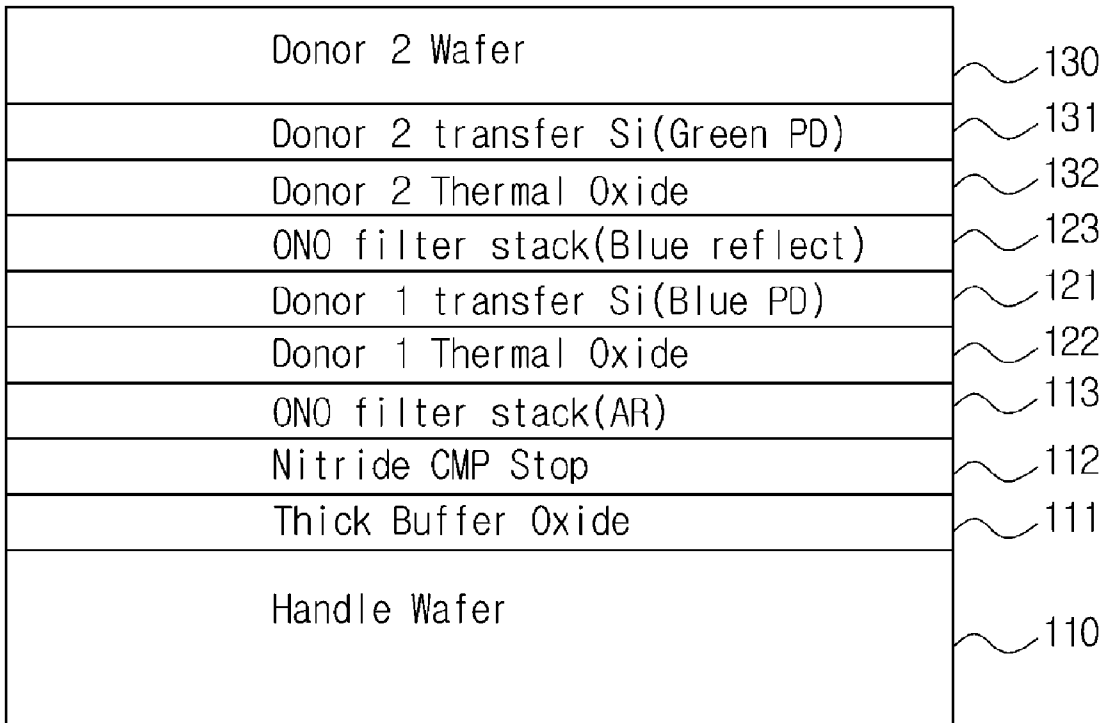 Donor 2 Wafer
130
Donor 2 transfer Si(Green PD)
131
Donor 2 Thermal Oxide
132
ONO filter stack(Blue reflect)
123
Donor 1 transfer Si(Blue PD)
121
Donor 1 Thermal Oxide
122
ONO filter stack(AR)
113
Nitride CMP Stop
112
Thick Buffer Oxide
111
Handle Wafer
110